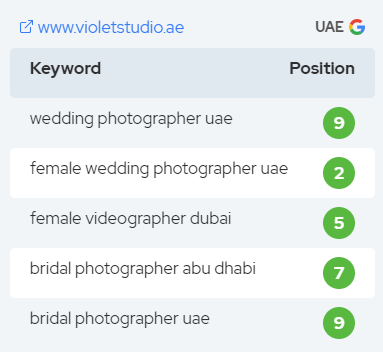 www.violetstudio.ae UAE
Keyword Position
wedding photographer uae 9
female wedding photographer uae 2
female videographer dubai 5
bridal photographer abu dhabi 7
bridal photographer uae 9